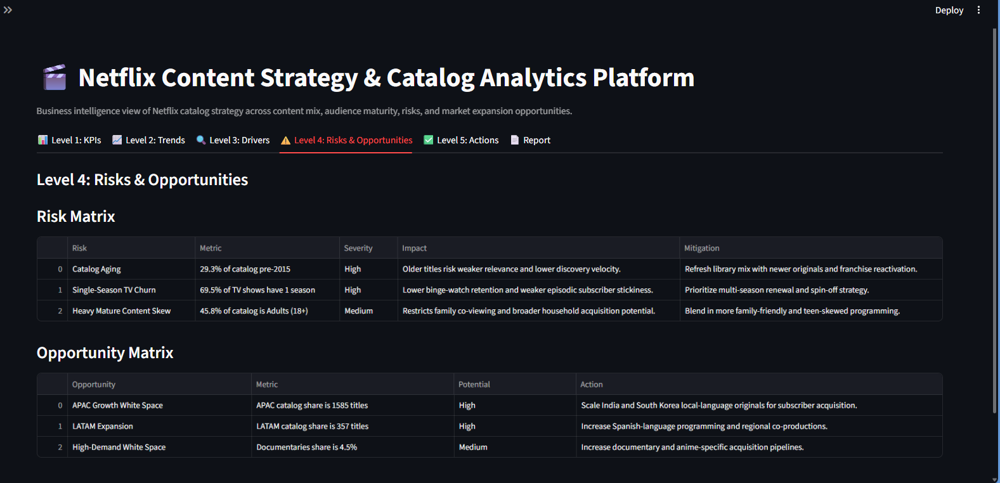 Deploy
Netflix Content Strategy & Catalog Analytics Platform
Business intelligence view of Netflix catalog strategy across content mix, audience maturity, risks, and market expansion opportunities.
Level 1: KPIs Level 2: Trends Level 3: Drivers Level 4: Risks & Opportunities Level 5: Actions Report
Level 4: Risks & Opportunities
Risk Matrix
Risk Metric Severity Impact Mitigation
0 Catalog Aging 29.3% of catalog pre-2015 High Older titles risk weaker relevance and lower discovery velocity. Refresh library mix with newer originals and franchise reactivation.
1 Single-Season TV Churn 69.5% of TV shows have 1 season High Lower binge-watch retention and weaker episodic subscriber stickiness. Prioritize multi-season renewal and spin-off strategy.
2 Heavy Mature Content Skew 45.8% of catalog is Adults (18+) Medium Restricts family co-viewing and broader household acquisition potential. Blend in more family-friendly and teen-skewed programming.
Opportunity Matrix
Opportunity Metric Potential Action
0 APAC Growth White Space APAC catalog share is 1585 titles High Scale India and South Korea local-language originals for subscriber acquisition.
1 LATAM Expansion LATAM catalog share is 357 titles High Increase Spanish-language programming and regional co-productions.
2 High-Demand White Space Documentaries share is 4.5% Medium Increase documentary and anime-specific acquisition pipelines.